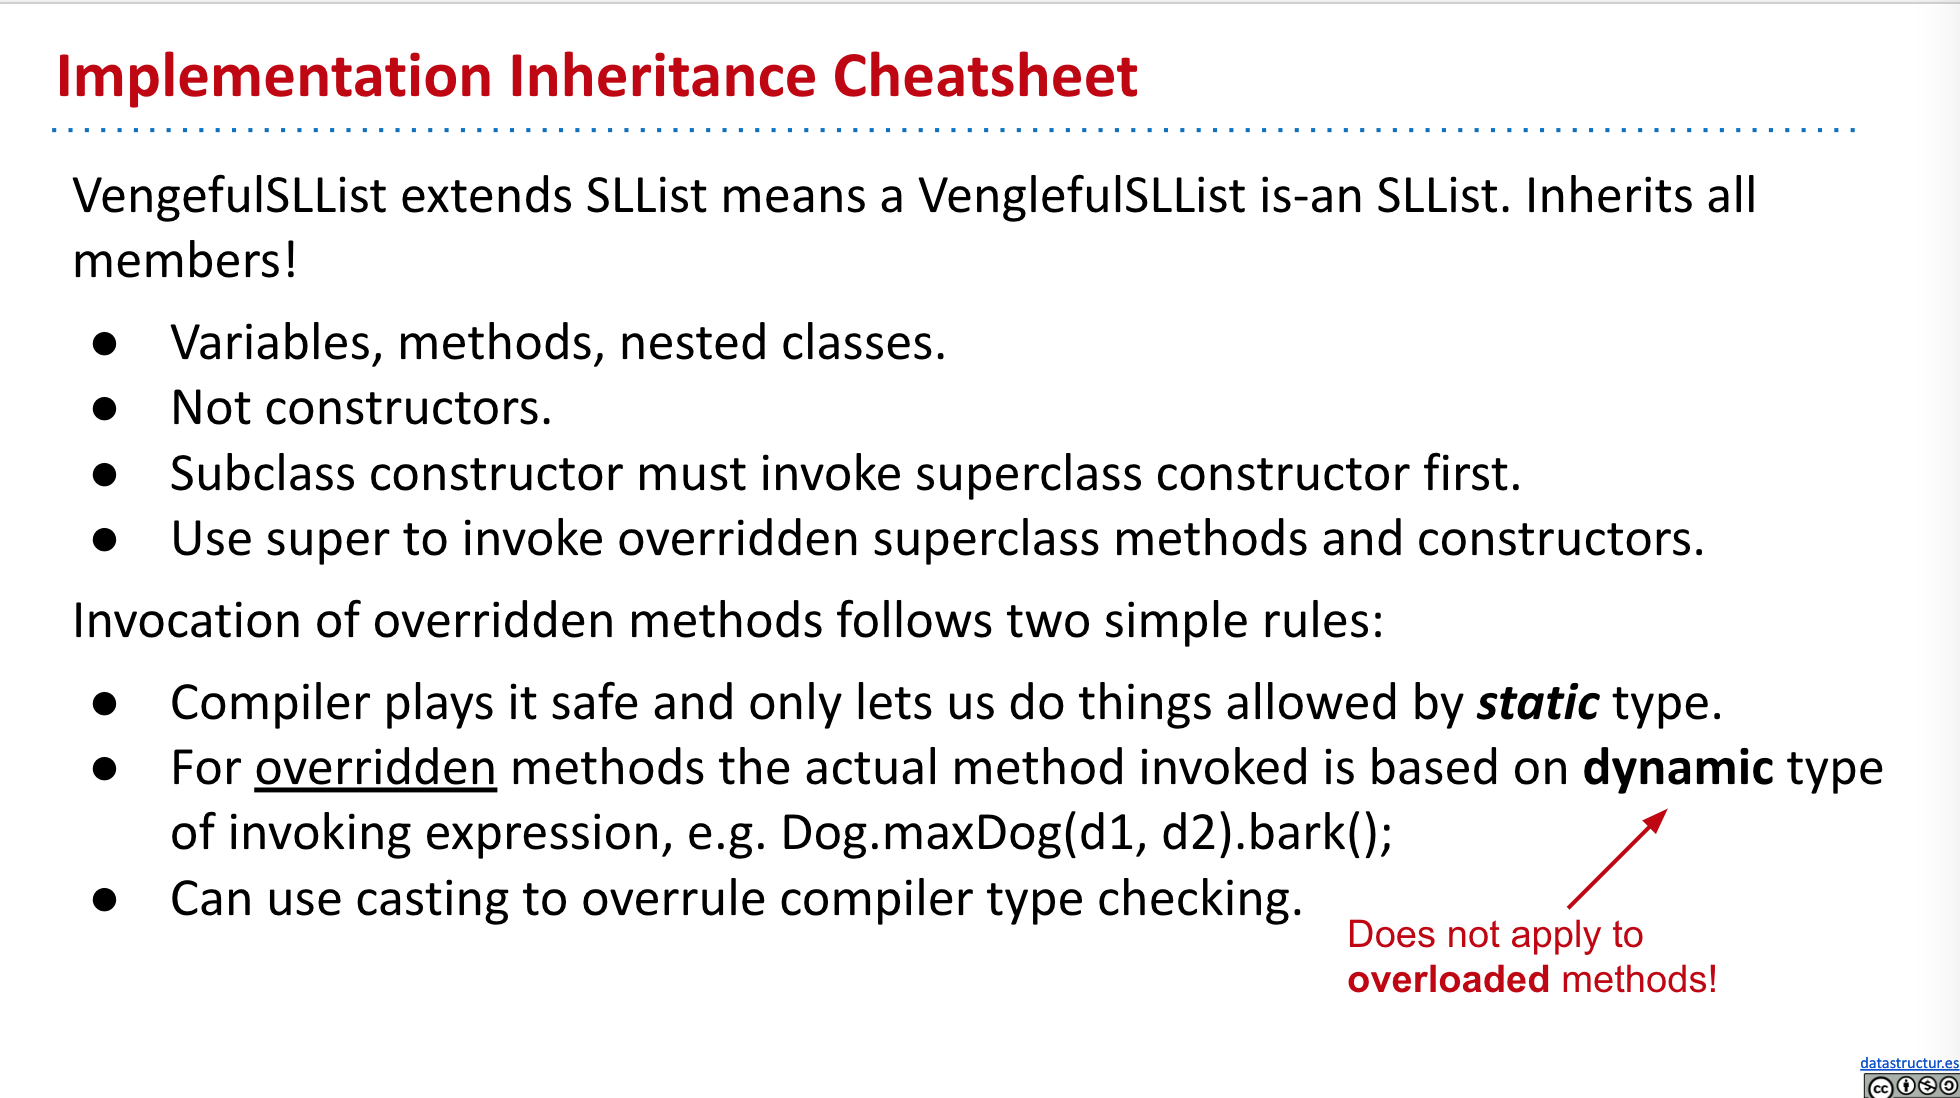 Implementation Inheritance Cheatsheet
VengefulSLList extends SLList means a VenglefulSLList is-an SLList. Inherits all
members!
● Variables, methods, nested classes.
● Not constructors.
● Subclass constructor must invoke superclass constructor first.
● Use super to invoke overridden superclass methods and constructors.
Invocation of overridden methods follows two simple rules:
● Compiler plays it safe and only lets us do things allowed by static type.
● For overridden methods the actual method invoked is based on dynamic type
of invoking expression, e.g. Dog.maxDog(d1, d2).bark();
● Can use casting to overrule compiler type checking.
Does not apply to
overloaded methods!
datastructur.es
cc